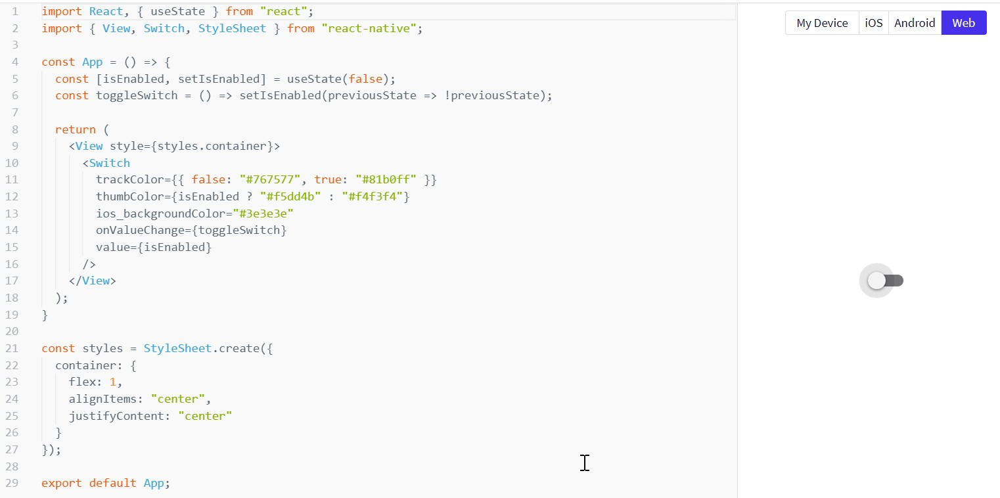 1 import React, { useState } from "react";
2 import { View, Switch, StyleSheet } from "react-native";
3
4 const App = () => {
5   const [isEnabled, setIsEnabled] = useState(false);
6   const toggleSwitch = () => setIsEnabled(previousState => !previousState);
7
8   return (
9     <View style={styles.container}>
10       <Switch
11         trackColor={{ false: "#767577", true: "#81b0ff" }}
12         thumbColor={isEnabled ? "#f5dd4b" : "#f4f3f4"}
13         ios_backgroundColor="#3e3e3e"
14         onValueChange={toggleSwitch}
15         value={isEnabled}
16       />
17     </View>
18   );
19 }
20
21 const styles = StyleSheet.create({
22   container: {
23     flex: 1,
24     alignItems: "center",
25     justifyContent: "center"
26   }
27 });
28
29 export default App;
My Device iOS Android Web